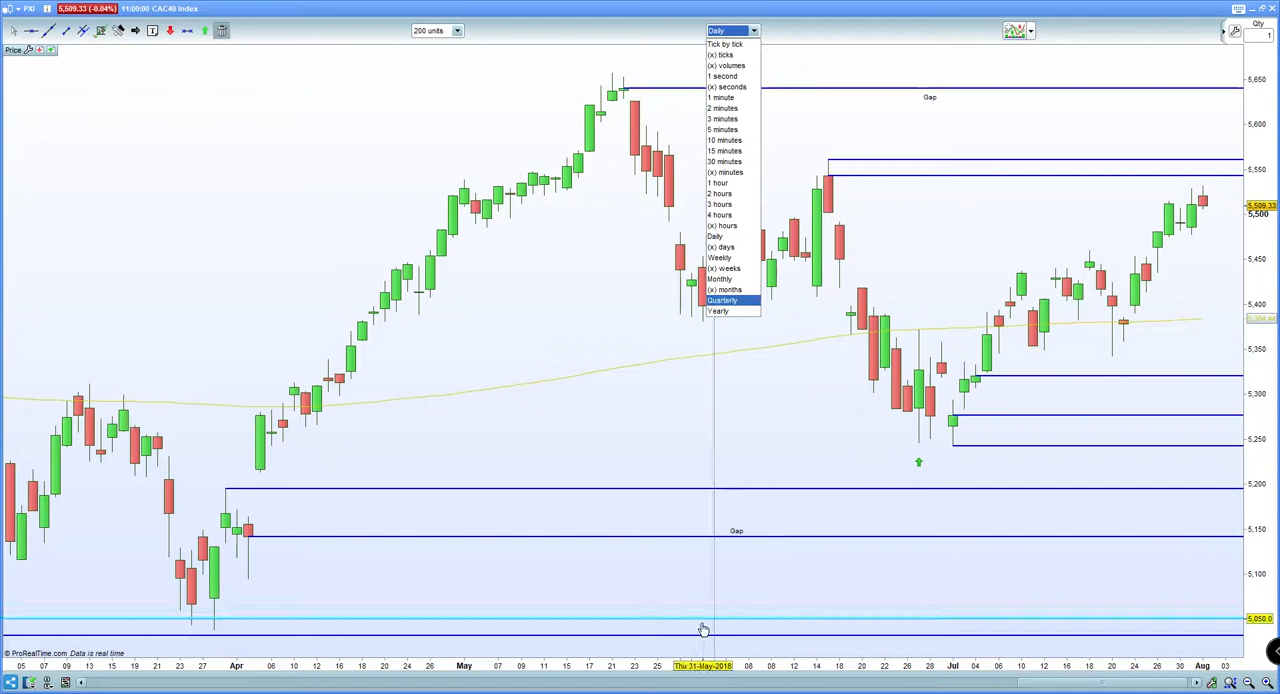 PXI 5,509.33 (-0.04%) 11:00:00 CAC40 Index
Qty
1
200 units
Daily
Price
Tick by tick
(x) ticks
(x) volumes
1 second
(x) seconds
1 minute
2 minutes
3 minutes
5 minutes
10 minutes
15 minutes
30 minutes
(x) minutes
1 hour
2 hours
3 hours
4 hours
(x) hours
Daily
(x) days
Weekly
(x) weeks
Monthly
(x) months
Quarterly
Yearly
Gap
Gap
5,650
5,600
5,550
5,509.33
5,500
5,450
5,400
5,384.44
5,350
5,300
5,250
5,200
5,150
5,100
5,050.0
© ProRealTime.com Data is real time
05 07 09 13 15 19 21 23 27 Apr 04 06 10 12 16 18 20 24 26 May 04 08 11 15 17 21 23 25 Thu 31-May-2018 08 12 14 18 20 22 26 28 Jul 04 06 10 12 16 18 20 24 26 30 Aug 03